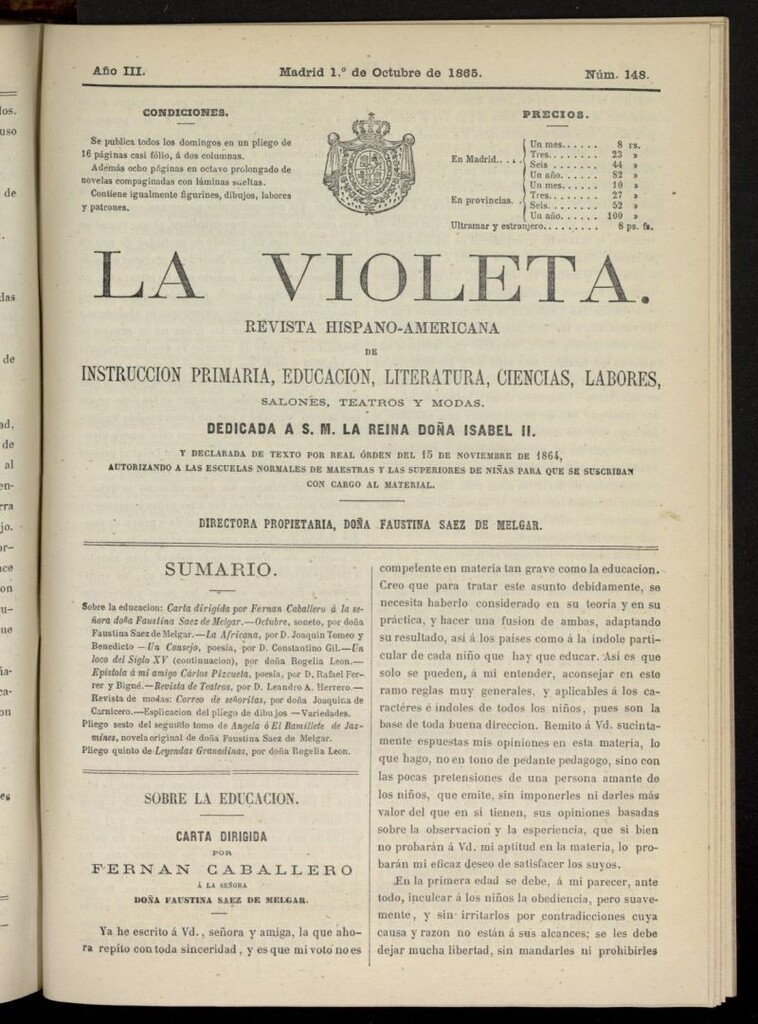 Año III.
Madrid 1.º de Octubre de 1865.
Núm. 148.
CONDICIONES.
Se publica todos los domingos en un pliego de
16 páginas casi fólio, á dos columnas.
Además ocho páginas en octavo prolongado de
novelas compaginadas con láminas sueltas.
Contiene igualmente figurines, dibujos, labores
y patrones.
PRECIOS.
En Madrid.....
Un mes...... 8 rs.
Tres........ 23 »
Seis ....... 44 »
Un año...... 82 »
En provincias. .
Un mes...... 10 »
Tres........ 27 »
Seis........ 52 »
Un año...... 100 »
Ultramar y estranjero......... 8 ps. fs.
LA VIOLETA.
REVISTA HISPANO-AMERICANA
DE
INSTRUCCION PRIMARIA, EDUCACION, LITERATURA, CIENCIAS, LABORES,
SALONES, TEATROS Y MODAS.
DEDICADA A S. M. LA REINA DOÑA ISABEL II.
Y DECLARADA DE TEXTO POR REAL ÓRDEN DEL 15 DE NOVIEMBRE DE 1864,
AUTORIZANDO A LAS ESCUELAS NORMALES DE MAESTRAS Y LAS SUPERIORES DE NIÑAS PARA QUE SE SUSCRIBAN
CON CARGO AL MATERIAL.
DIRECTORA PROPIETARIA, DOÑA FAUSTINA SAEZ DE MELGAR.
SUMARIO.
Sobre la educacion: Carta dirigida por Fernan Caballero á la se-
ñora doña Faustina Saez de Melgar.—Octubre, soneto, por doña
Faustina Saez de Melgar.—La Africana, por D. Joaquin Tomeo y
Benedicto —Un Consejo, poesía, por D. Constantino Gil.—Un
loco del Siglo XV (continuacion), por doña Rogelia Leon.—
Epístola á mi amigo Cárlos Pizcueta, poesía, por D. Rafael Fer-
rer y Bigné.—Revista de Teatros, por D. Leandro A. Herrero.—
Revista de modas: Correo de señoritas, por doña Joaquina de
Carnicero.—Esplicacion del pliego de dibujos —Variedades.
Pliego sesto del segundo tomo de Angela ó El Ramillete de Jaz-
mines, novela original de doña Faustina Saez de Melgar.
Pliego quinto de Leyendas Granadinas, por doña Rogelia Leon.
SOBRE LA EDUCACION.
CARTA DIRIGIDA
POR
FERNAN CABALLERO
Á LA SEÑORA
DOÑA FAUSTINA SAEZ DE MELGAR.
Ya he escrito á Vd., señora y amiga, la que aho-
ra repito con toda sinceridad, y es que mi voto no es
competente en materia tan grave como la educacion.
Creo que para tratar este asunto debidamente, se
necesita haberlo considerado en su teoría y en su
práctica, y hacer una fusion de ambas, adaptando
su resultado, así á los paises como á la índole parti-
cular de cada niño que hay que educar. Así es que
solo se pueden, á mi entender, aconsejar en este
ramo reglas muy generales, y aplicables á los ca-
ractéres é índoles de todos los niños, pues son la
base de toda buena direccion. Remito á Vd. sucinta-
mente espuestas mis opiniones en esta materia, lo
que hago, no en tono de pedante pedagogo, sino con
las pocas pretensiones de una persona amante de
los niños, que emite, sin imponerles ni darles más
valor del que en sí tienen, sus opiniones basadas
sobre la observacion y la esperiencia, que si bien
no probarán á Vd. mi aptitud en la materia, lo pro-
barán mi eficaz deseo de satisfacer los suyos.
En la primera edad se debe, á mi parecer, ante
todo, inculcar á los niños la obediencia, pero suave-
mente, y sin irritarlos por contradicciones cuya
causa y razon no están á sus alcances; se les debe
dejar mucha libertad, sin mandarles ni prohibirles